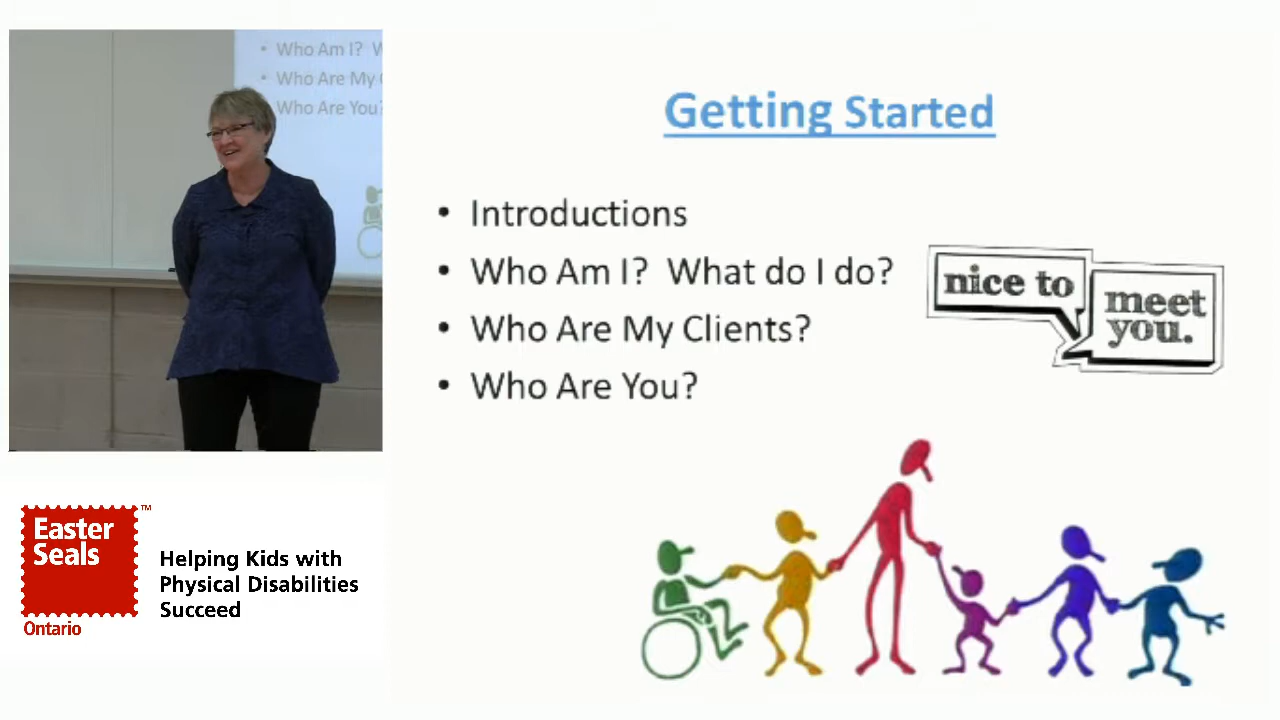 Who Am I? W
Who Are My
Who Are You?
Getting Started
• Introductions
• Who Am I? What do I do?
• Who Are My Clients?
• Who Are You?
nice to
meet
you.
Easter
Seals
™
Ontario
Helping Kids with
Physical Disabilities
Succeed